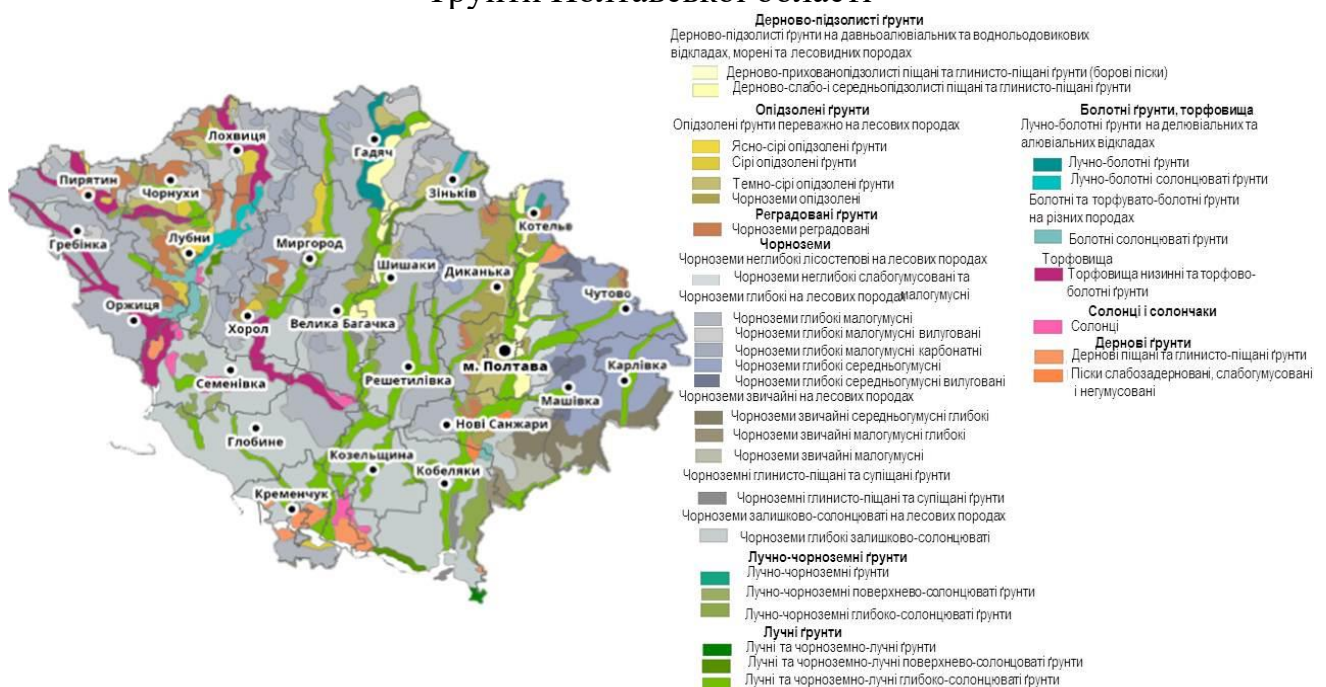 Ґрунти Полтавської області
Лохвиця
Гадяч
Пирятин
Чорнухи
Зіньків
Гребінка
Лубни
Миргород
Котельв
Шишаки
Диканька
Оржиця
Хорол
Велика Багачка
Чутово
м. Полтава
Карлівка
Семенівка
Решетилівка
Машівка
Глобине
Нові Санжари
Козельщина
Кобеляки
Кременчук
Дерново-підзолисті ґрунти
Дерново-підзолисті ґрунти на давньоалювіальних та воднольодовикових
відкладах, морені та лесовидних породах
Дерново-прихованопідзолисті піщані та глинисто-піщані ґрунти (борові піски)
Дерново-слабо-і середньопідзолисті піщані та глинисто-піщані ґрунти
Опідзолені ґрунти
Опідзолені ґрунти переважно на лесових породах
Ясно-сірі опідзолені ґрунти
Сірі опідзолені ґрунти
Темно-сірі опідзолені ґрунти
Чорноземи опідзолені
Реградовані ґрунти
Чорноземи реградовані
Чорноземи
Чорноземи неглибокі лісостепові на лесових породах
Чорноземи неглибокі слабогумусовані та
малогумусні
Чорноземи глибокі на лесових породах
Чорноземи глибокі малогумусні
Чорноземи глибокі малогумусні вилуговані
Чорноземи глибокі малогумусні карбонатні
Чорноземи глибокі середньогумусні
Чорноземи глибокі середньогумусні вилуговані
Чорноземи звичайні на лесових породах
Чорноземи звичайні середньогумусні глибокі
Чорноземи звичайні малогумусні глибокі
Чорноземи звичайні малогумусні
Чорноземні глинисто-піщані та супіщані ґрунти
Чорноземні глинисто-піщані та супіщані ґрунти
Чорноземи залишково-солонцюваті на лесових породах
Чорноземи глибокі залишково-солонцюваті
Лучно-чорноземні ґрунти
Лучно-чорноземні ґрунти
Лучно-чорноземні поверхнево-солонцюваті ґрунти
Лучно-чорноземні глибоко-солонцюваті ґрунти
Лучні ґрунти
Лучні та чорноземно-лучні ґрунти
Лучні та чорноземно-лучні поверхнево-солонцоваті ґрунти
Лучні та чорноземно-лучні глибоко-солонцюваті ґрунти
Болотні ґрунти, торфовища
Лучно-болотні ґрунти на делювіальних та
алювіальних відкладах
Лучно-болотні ґрунти
Лучно-болотні солонцюваті ґрунти
Болотні та торфувато-болотні ґрунти
на різних породах
Болотні солонцюваті ґрунти
Торфовища
Торфовища низинні та торфово-
болотні ґрунти
Солонці і солончаки
Солонці
Дернові ґрунти
Дернові піщані та глинисто-піщані ґрунти
Піски слабозадерновані, слабогумусовані
і негумусовані